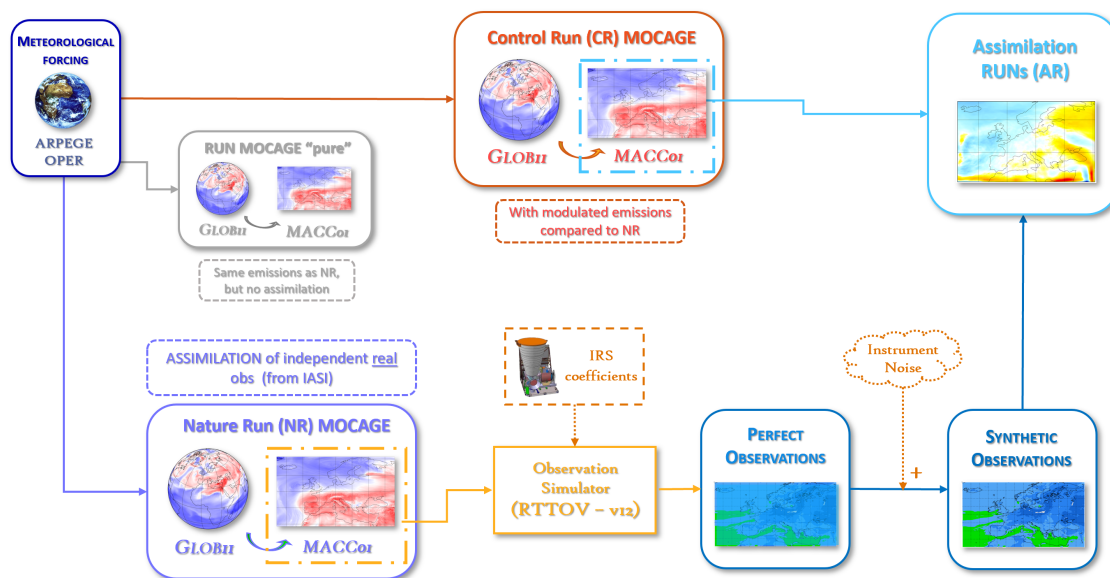 METEOROLOGICAL
FORCING
ARPEGE
OPER
RUN MOCAGE "pure"
GLOB11
MACC01
Same emissions as NR,
but no assimilation
Control Run (CR) MOCAGE
GLOB11
MACC01
With modulated emissions
compared to NR
Assimilation
RUNs (AR)
ASSIMILATION of independent real
obs (from IASI)
Nature Run (NR) MOCAGE
GLOB11
MACC01
IRS
coefficients
Observation
Simulator
(RTTOV – v12)
PERFECT
OBSERVATIONS
Instrument
Noise
+
SYNTHETIC
OBSERVATIONS